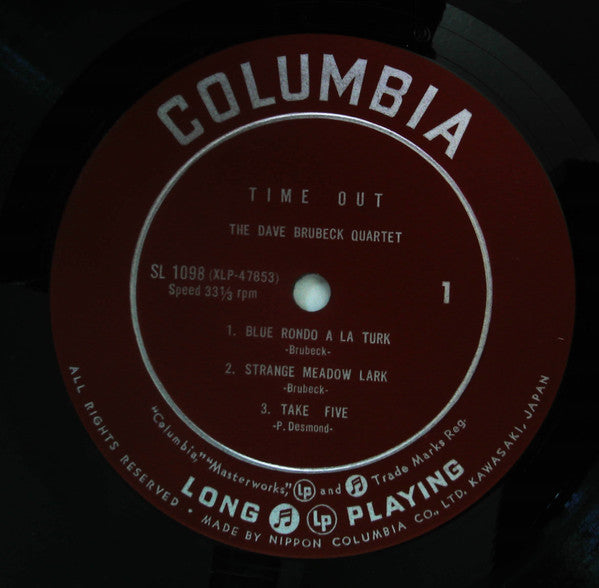 COLUMBIA
TIME OUT
THE DAVE BRUBECK QUARTET
SL 1098 (XLP-47853)
Speed 33⅓ rpm
1
1. BLUE RONDO A LA TURK
-Brubeck-
2. STRANGE MEADOW LARK
-Brubeck-
3. TAKE FIVE
-P. Desmond-
"Columbia," "Masterworks," Lp and Trade Marks Reg.
LONG Lp PLAYING
ALL RIGHTS RESERVED • MADE BY NIPPON COLUMBIA CO., LTD. KAWASAKI, JAPAN